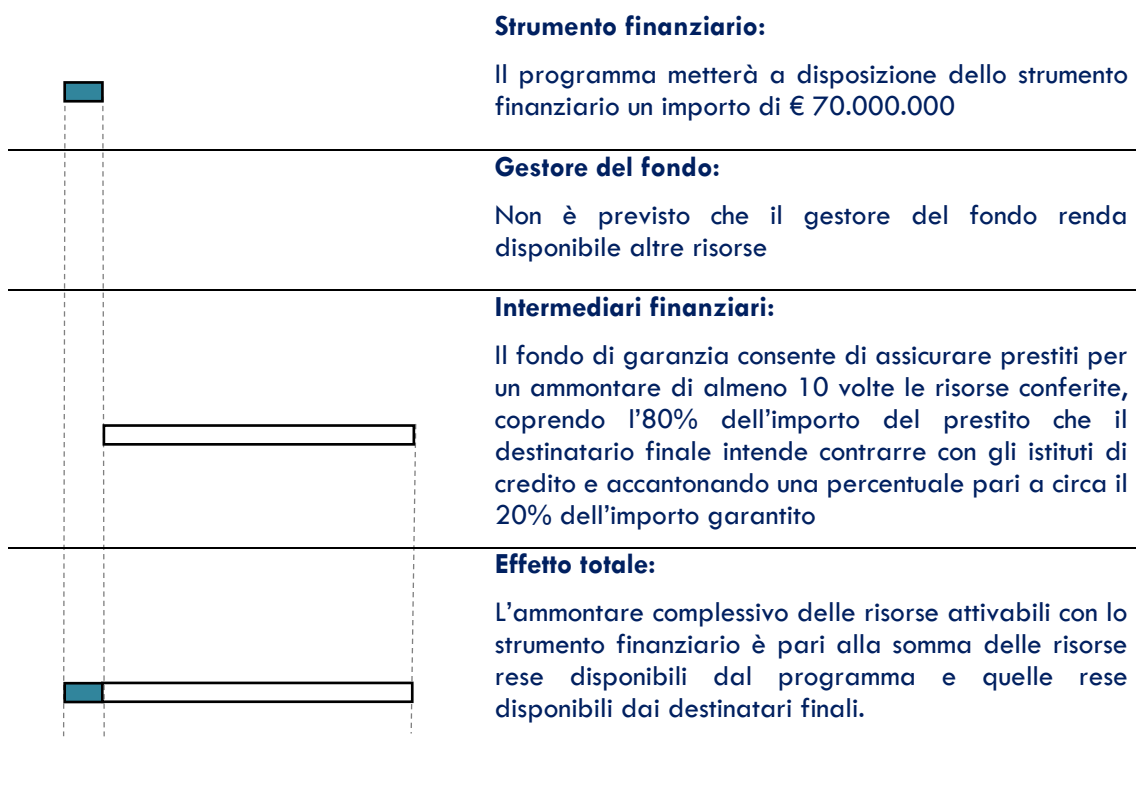 Strumento finanziario:
Il programma metterà a disposizione dello strumento
finanziario un importo di € 70.000.000
Gestore del fondo:
Non è previsto che il gestore del fondo renda
disponibile altre risorse
Intermediari finanziari:
Il fondo di garanzia consente di assicurare prestiti per
un ammontare di almeno 10 volte le risorse conferite,
coprendo l’80% dell’importo del prestito che il
destinatario finale intende contrarre con gli istituti di
credito e accantonando una percentuale pari a circa il
20% dell’importo garantito
Effetto totale:
L’ammontare complessivo delle risorse attivabili con lo
strumento finanziario è pari alla somma delle risorse
rese disponibili dal programma e quelle rese
disponibili dai destinatari finali.